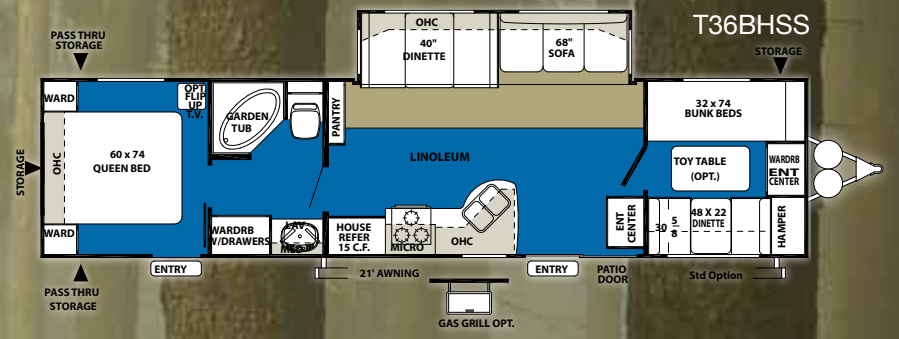 T36BHSS
PASS THRU
STORAGE
OHC
40"
DINETTE
68"
SOFA
STORAGE
WARD
OPT.
FLIP
UP
T.V.
GARDEN
TUB
PANTRY
32 x 74
BUNK BEDS
STORAGE
OHC
60 x 74
QUEEN BED
LINOLEUM
TOY TABLE
(OPT.)
WARDRB
ENT
CENTER
WARD
WARDRB
W/DRAWERS
LAV
MED
HOUSE
REFER
15 C.F.
MICRO
OHC
ENT
CENTER
30
5
8
48 X 22
DINETTE
HAMPER
ENTRY
21' AWNING
ENTRY
PATIO
DOOR
Std Option
PASS THRU
STORAGE
GAS GRILL OPT.